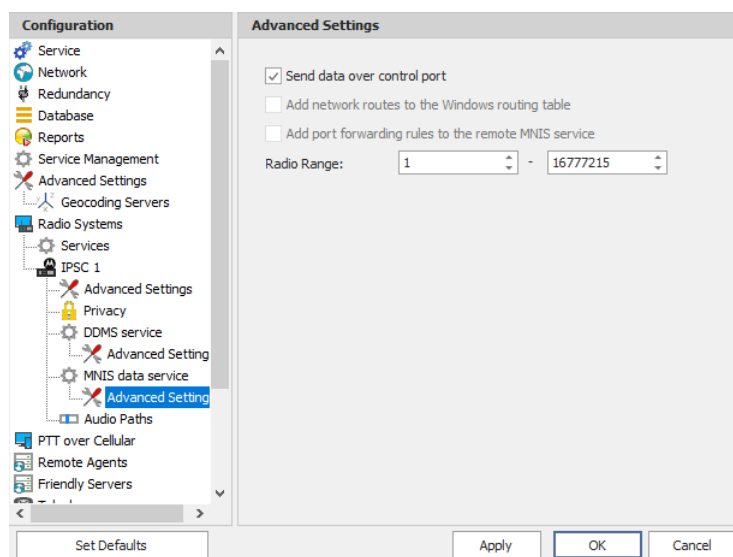 Configuration
Service
Network
Redundancy
Database
Reports
Service Management
Advanced Settings
Geocoding Servers
Radio Systems
Services
IPSC 1
Advanced Settings
Privacy
DDMS service
Advanced Setting
MNIS data service
Advanced Setting
Audio Paths
PTT over Cellular
Remote Agents
Friendly Servers
Set Defaults
Advanced Settings
Send data over control port
Add network routes to the Windows routing table
Add port forwarding rules to the remote MNIS service
Radio Range: 1 - 16777215
Apply OK Cancel